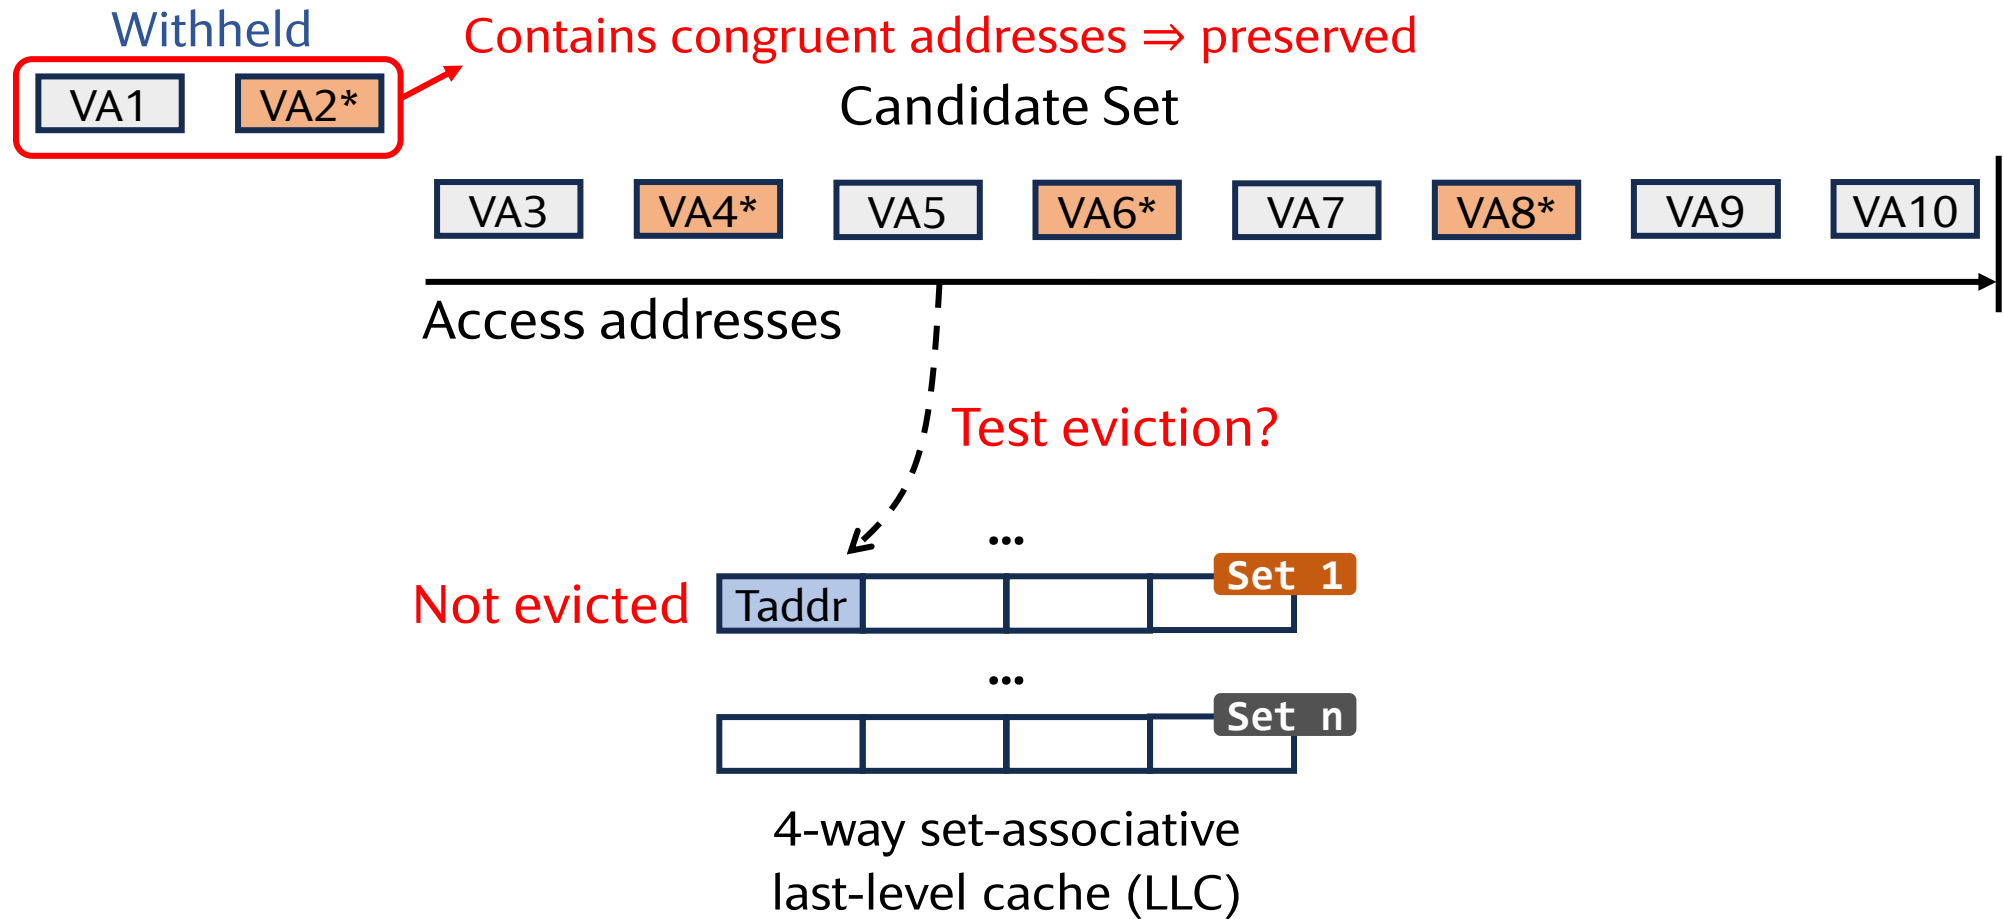 Withheld
Contains congruent addresses ⇒ preserved
VA1 VA2*
Candidate Set
VA3 VA4* VA5 VA6* VA7 VA8* VA9 VA10
Access addresses
Test eviction?
...
Set 1
Not evicted
Taddr
...
Set n
4-way set-associative
last-level cache (LLC)